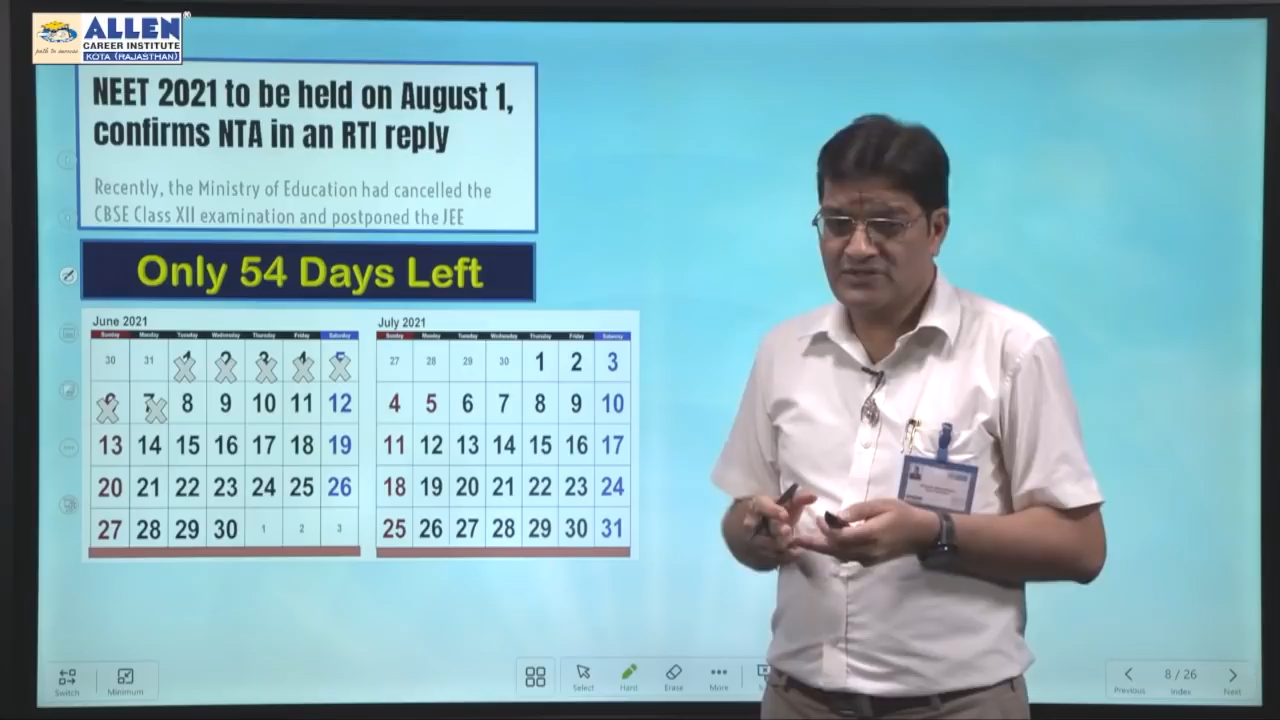 path to success
ALLEN
CAREER INSTITUTE
KOTA (RAJASTHAN)
®
NEET 2021 to be held on August 1,
confirms NTA in an RTI reply
Recently, the Ministry of Education had cancelled the
CBSE Class XII examination and postponed the JEE
Only 54 Days Left
June 2021
Sunday Monday Tuesday Wednesday Thursday Friday Saturday
30 31 1 2 3 4 5
6 7 8 9 10 11 12
13 14 15 16 17 18 19
20 21 22 23 24 25 26
27 28 29 30 1 2 3
July 2021
Sunday Monday Tuesday Wednesday Thursday Friday Saturday
27 28 29 30 1 2 3
4 5 6 7 8 9 10
11 12 13 14 15 16 17
18 19 20 21 22 23 24
25 26 27 28 29 30 31
Switch
Minimum
Select
Hard
Erase
More
Previous
8 / 26
Index
Next